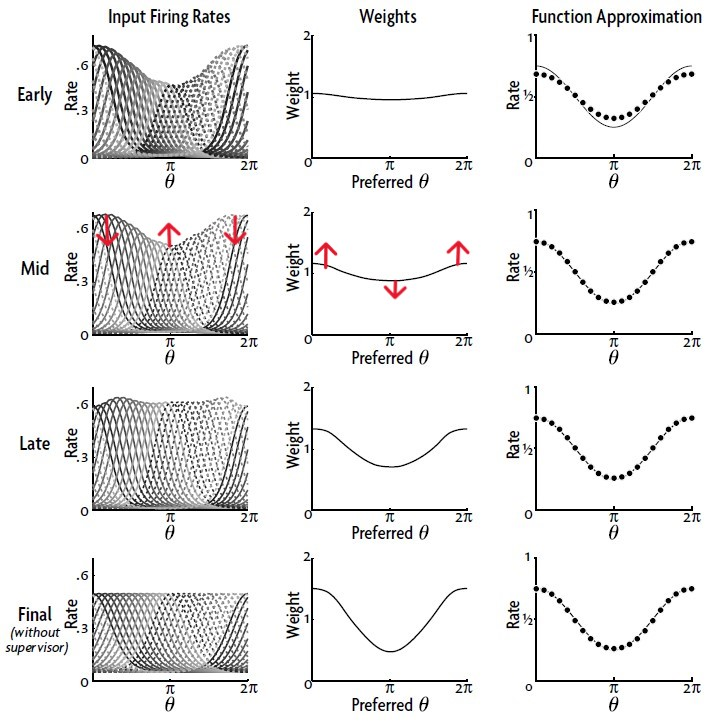 Input Firing Rates
Weights
Function Approximation
Early
Rate
.6
.3
0
π
2π
θ
Weight
2
1
0
π
2π
Preferred θ
Rate
1
½
0
π
2π
θ
Mid
Rate
.6
.3
0
π
2π
θ
Weight
2
1
0
π
2π
Preferred θ
Rate
1
½
0
π
2π
θ
Late
Rate
.6
.3
0
π
2π
θ
Weight
2
1
0
π
2π
Preferred θ
Rate
1
½
0
π
2π
θ
Final
(without
supervisor)
Rate
.6
.3
0
π
2π
θ
Weight
2
1
0
π
2π
Preferred θ
Rate
1
½
0
π
2π
θ